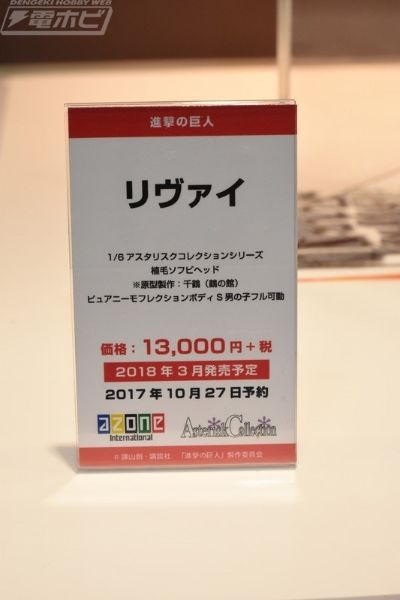 DENGEKI HOBBY WEB
電ホビ
進撃の巨人
リヴァイ
1/6アスタリスクコレクションシリーズ
植毛ソフビヘッド
※原型製作：千鶴（鶴の館）
ピュアニーモフレクションボディS男の子フル可動
価格：13,000円＋税
2018年3月発売予定
2017年10月27日予約
azone
International
Asterisk Collection
© 諫山創・講談社 「進撃の巨人」製作委員会